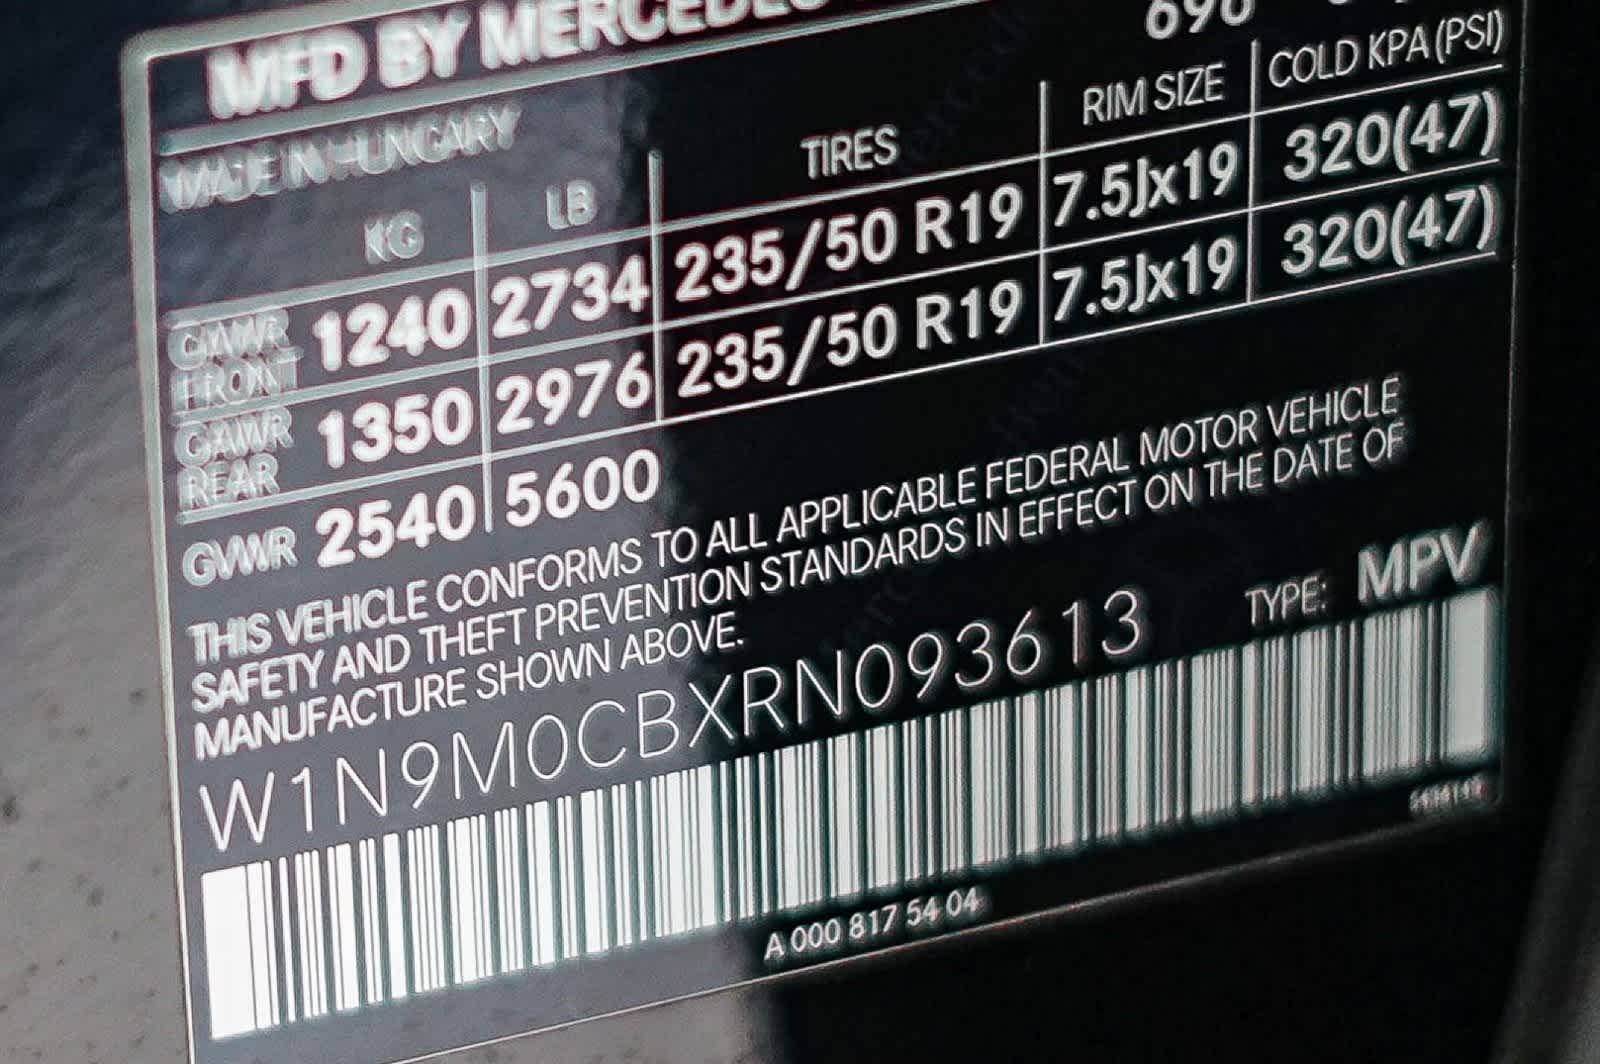 MFD BY MERCEDES
690
MADE IN HUNGARY
KG LB TIRES RIM SIZE COLD KPA (PSI)
GAWR FRONT 1240 2734 235/50 R19 7.5Jx19 320(47)
GAWR REAR 1350 2976 235/50 R19 7.5Jx19 320(47)
GVWR 2540 5600
THIS VEHICLE CONFORMS TO ALL APPLICABLE FEDERAL MOTOR VEHICLE
SAFETY AND THEFT PREVENTION STANDARDS IN EFFECT ON THE DATE OF
MANUFACTURE SHOWN ABOVE.
W1N9M0CBXRN093613 TYPE: MPV
A 000 817 54 04